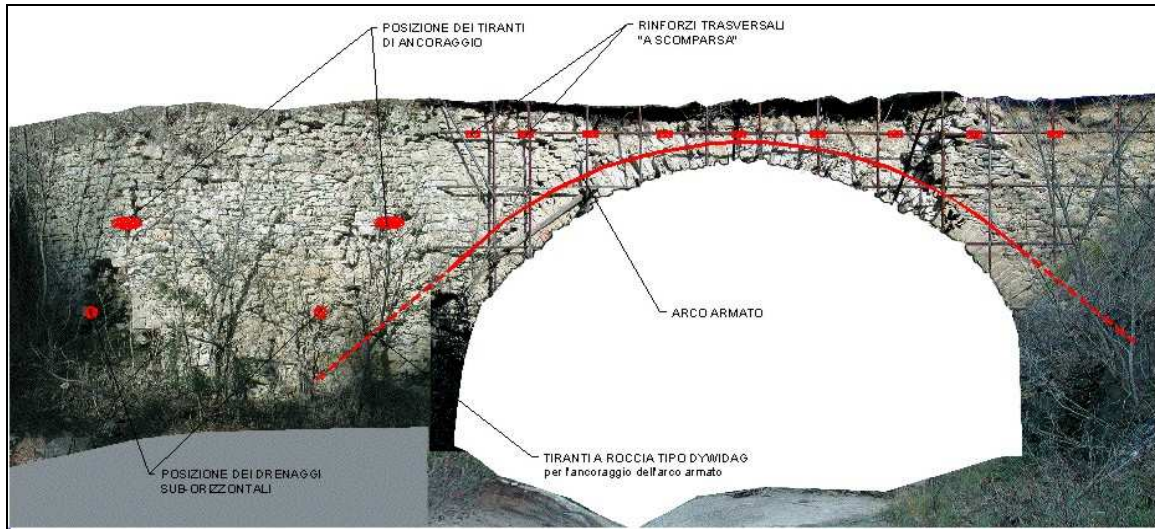 POSIZIONE DEI TIRANTI
DI ANCORAGGIO
RINFORZI TRASVERSALI
"A SCOMPARSA"
ARCO ARMATO
TIRANTI A ROCCIA TIPO DYWIDAG
per l'ancoraggio dell'arco armato
POSIZIONE DEI DRENAGGI
SUB-ORIZZONTALI